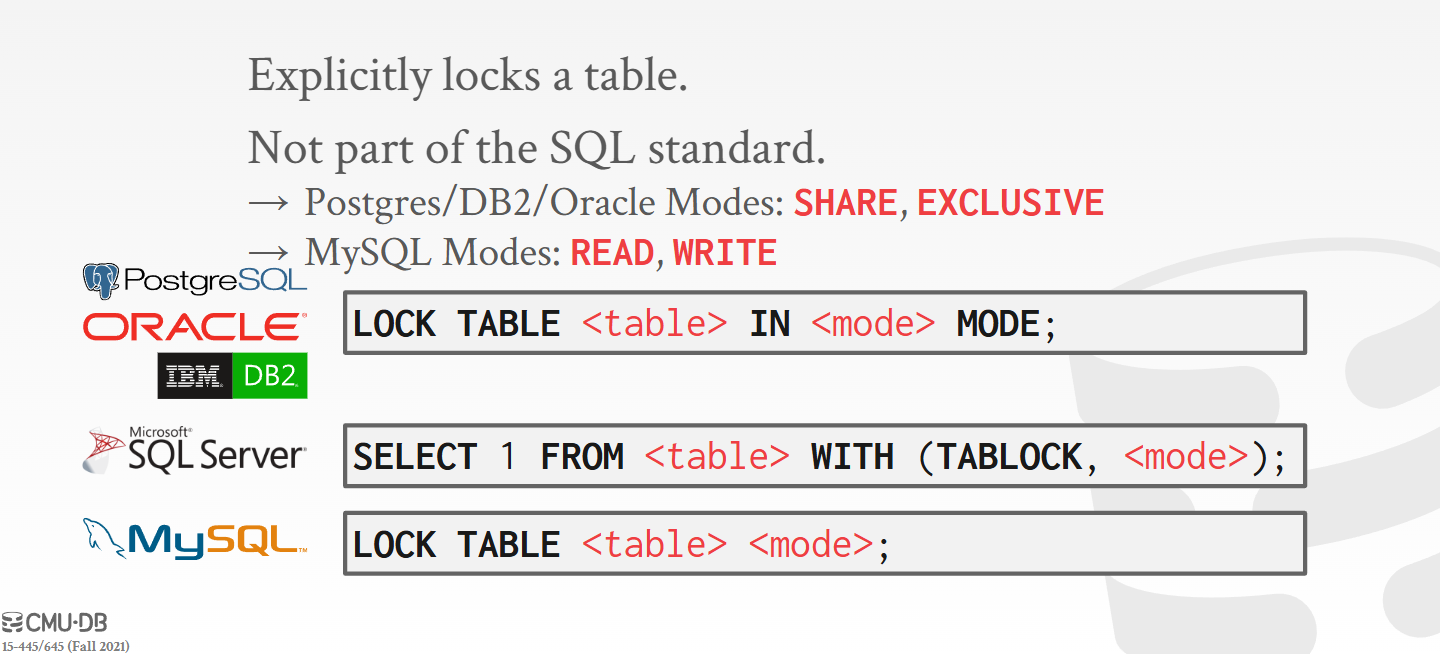 Explicitly locks a table.
Not part of the SQL standard.
→ Postgres/DB2/Oracle Modes: SHARE, EXCLUSIVE
→ MySQL Modes: READ, WRITE
PostgreSQL
ORACLE®
IBM® DB2.
LOCK TABLE <table> IN <mode> MODE;
Microsoft®
SQL Server®
SELECT 1 FROM <table> WITH (TABLOCK, <mode>);
MySQL™
LOCK TABLE <table> <mode>;
CMU·DB
15-445/645 (Fall 2021)